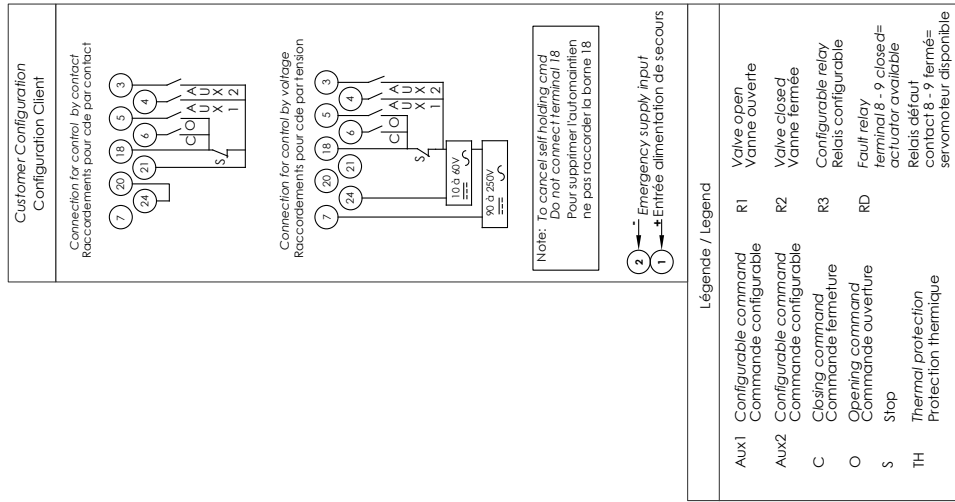 Customer Configuration
Configuration Client
Connection for control by contact
Raccordements pour cde par contact
7
20
18
5
3
24
21
6
4
C
O
A
U
X
1
A
U
X
2
S
Connection for control by voltage
Raccordements pour cde par tension
7
20
18
5
3
24
21
6
4
C
O
A
U
X
1
A
U
X
2
S
10 à 60V
90 à 250V
Note: To cancel self holding cmd
Do not connect terminal 18
Pour supprimer l'automaintien
ne pas raccorder la borne 18
2 - Emergency supply input
1 ± Entrée alimentation de secours
Légende / Legend
Aux1 Configurable command
Commande configurable
Aux2 Configurable command
Commande configurable
C Closing command
Commande fermeture
O Opening command
Commande ouverture
S Stop
TH Thermal protection
Protection thermique
R1 Valve open
Vanne ouverte
R2 Valve closed
Vanne fermée
R3 Configurable relay
Relais configurable
RD Fault relay
terminal 8 - 9 closed=
actuator available
Relais défaut
contact 8 - 9 fermé=
servomoteur disponible